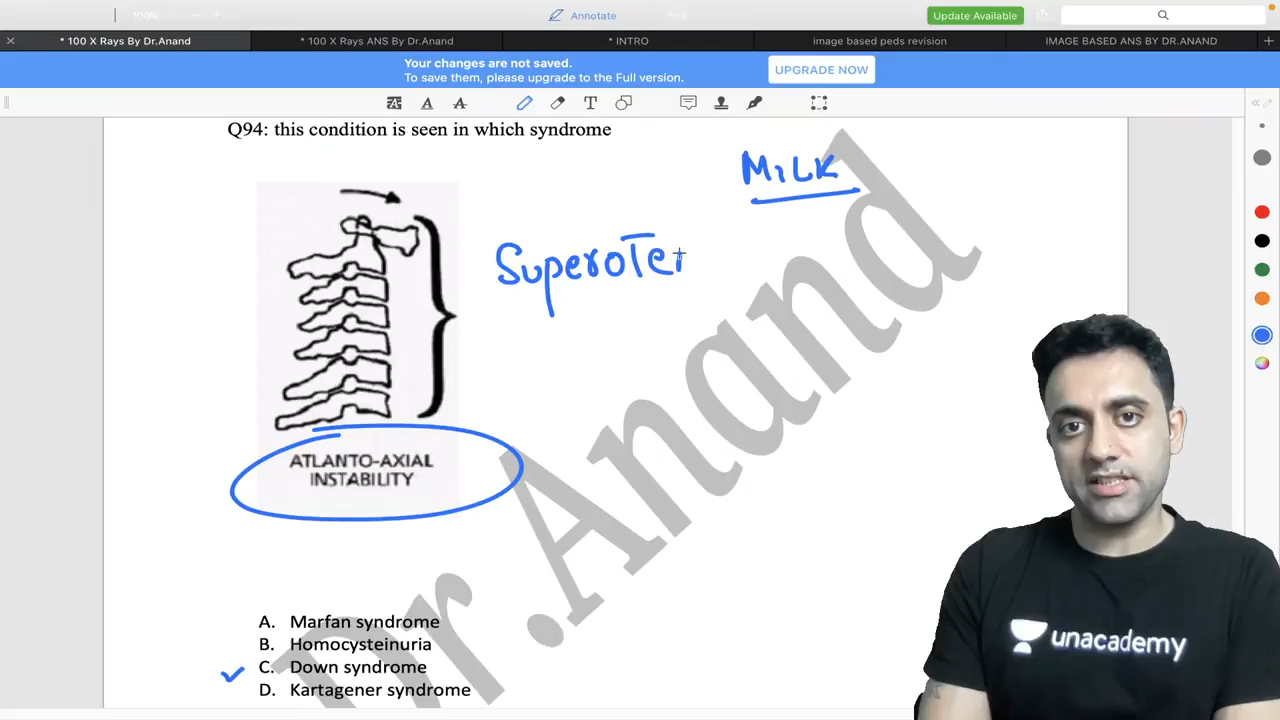 Annotate
Update Available
* 100 X Rays By Dr.Anand
* 100 X Rays ANS By Dr.Anand
* INTRO
image based peds revision
IMAGE BASED ANS BY DR.ANAND
Your changes are not saved.
To save them, please upgrade to the Full version.
UPGRADE NOW
Q94: this condition is seen in which syndrome
MiLK
SuperoTe
ATLANTO-AXIAL
INSTABILITY
Dr.Anand
A. Marfan syndrome
B. Homocysteinuria
C. Down syndrome
D. Kartagener syndrome
unacademy